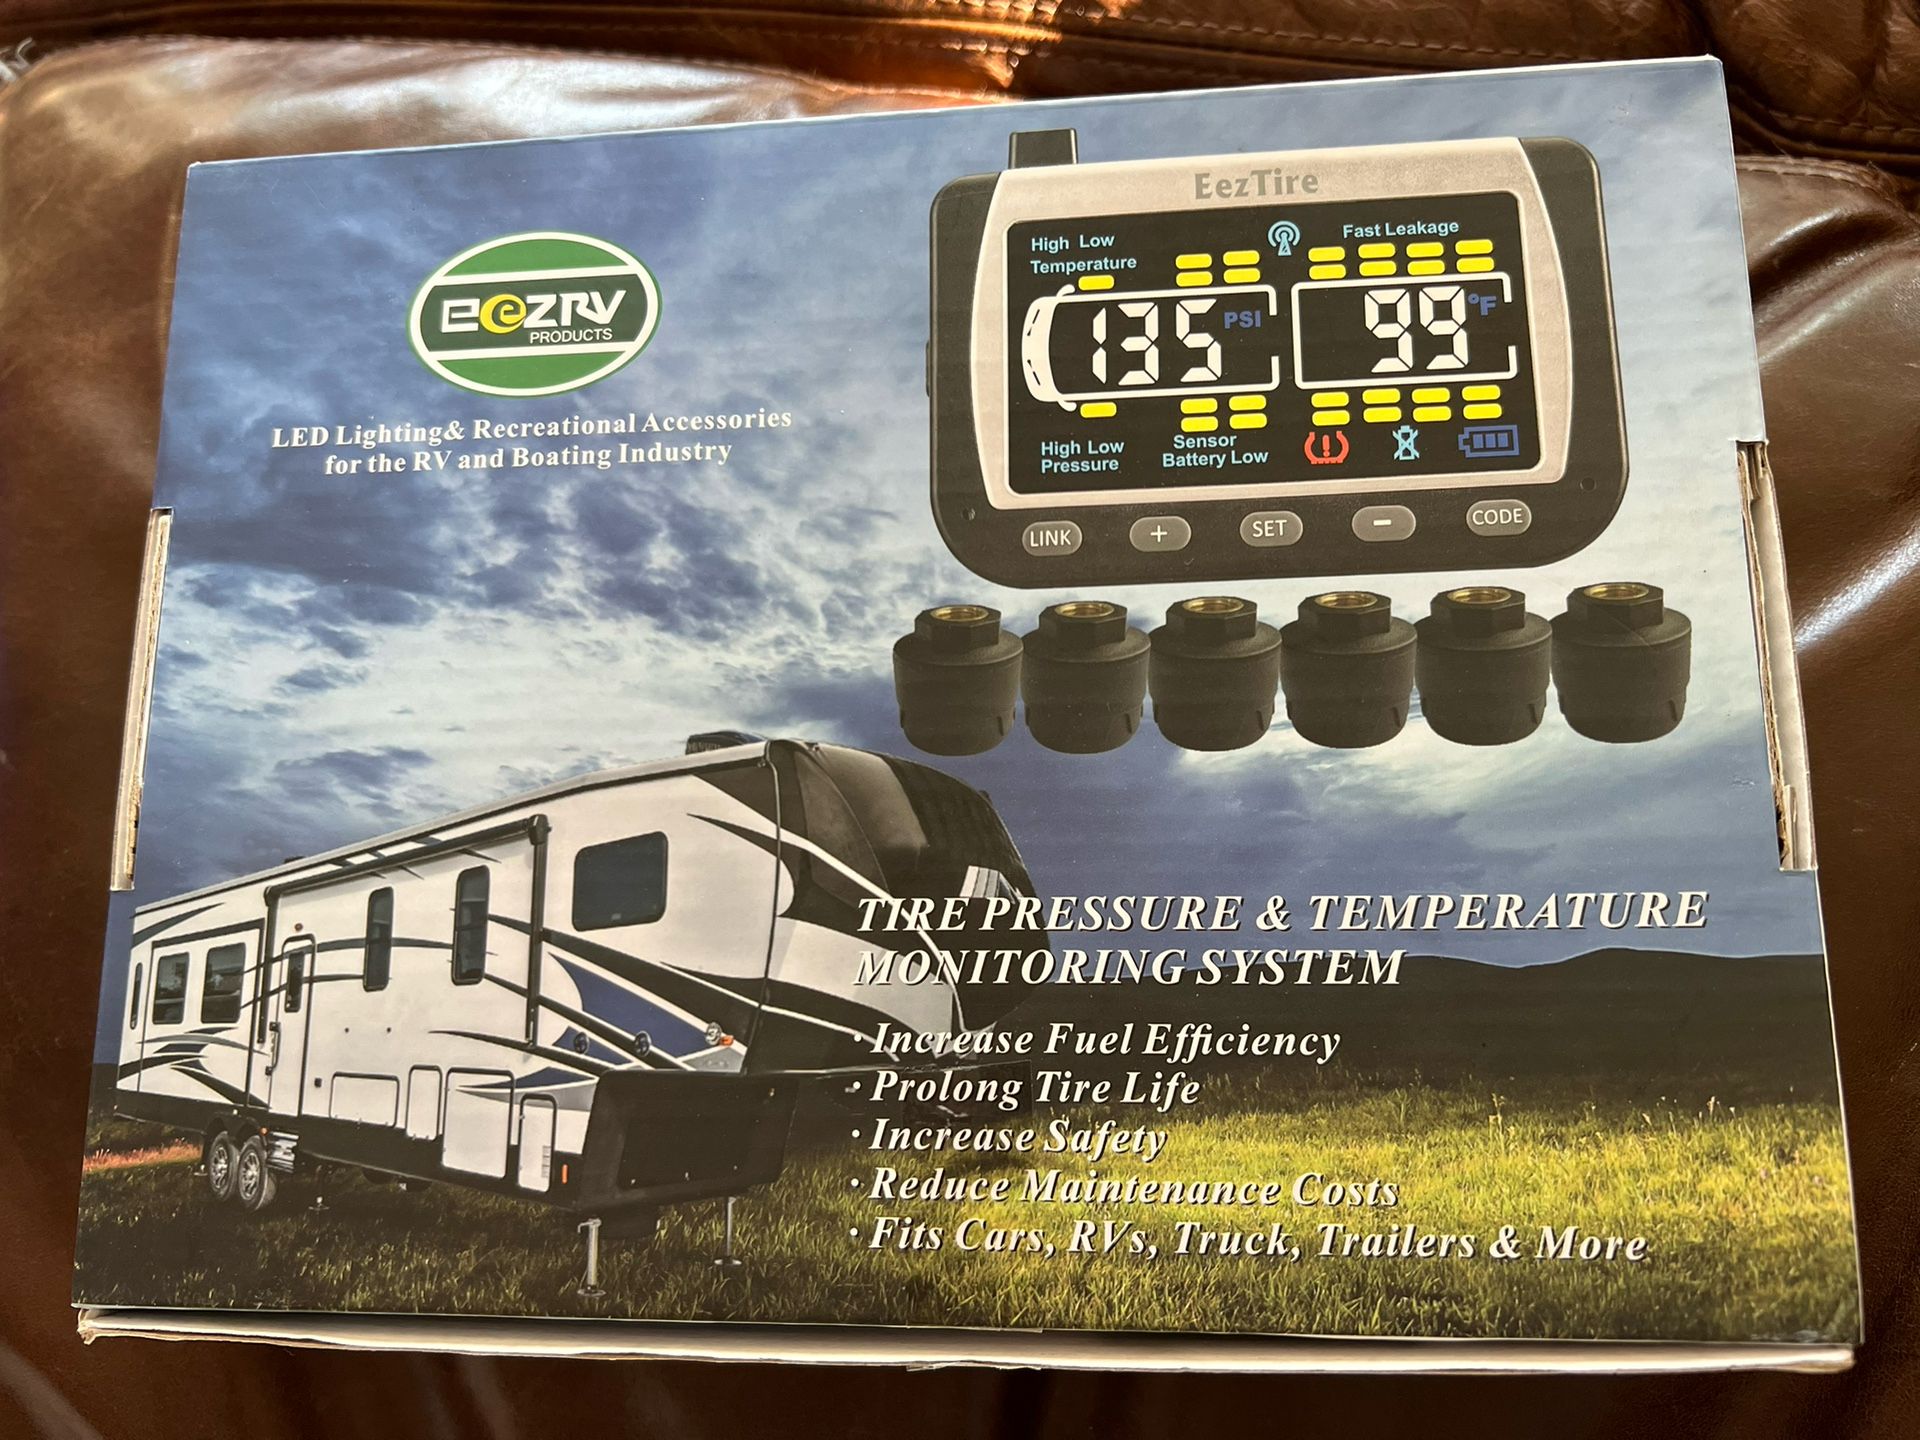 EezTire
High Low
Temperature
Fast Leakage
135 PSI
99 °F
High Low
Pressure
Sensor
Battery Low
LINK + SET - CODE
eezRV
PRODUCTS
LED Lighting& Recreational Accessories
for the RV and Boating Industry
TIRE PRESSURE & TEMPERATURE
MONITORING SYSTEM
· Increase Fuel Efficiency
· Prolong Tire Life
· Increase Safety
· Reduce Maintenance Costs
· Fits Cars, RVs, Truck, Trailers & More